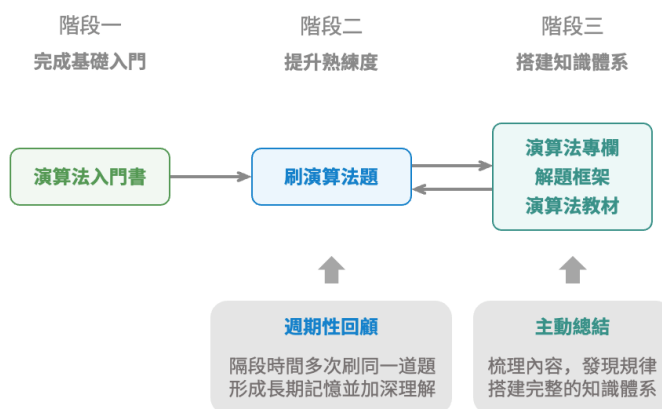 階段一
完成基礎入門
階段二
提升熟練度
階段三
搭建知識體系
演算法入門書
刷演算法題
演算法專欄
解題框架
演算法教材
週期性回顧
隔段時間多次刷同一道題
形成長期記憶並加深理解
主動總結
梳理內容，發現規律
搭建完整的知識體系